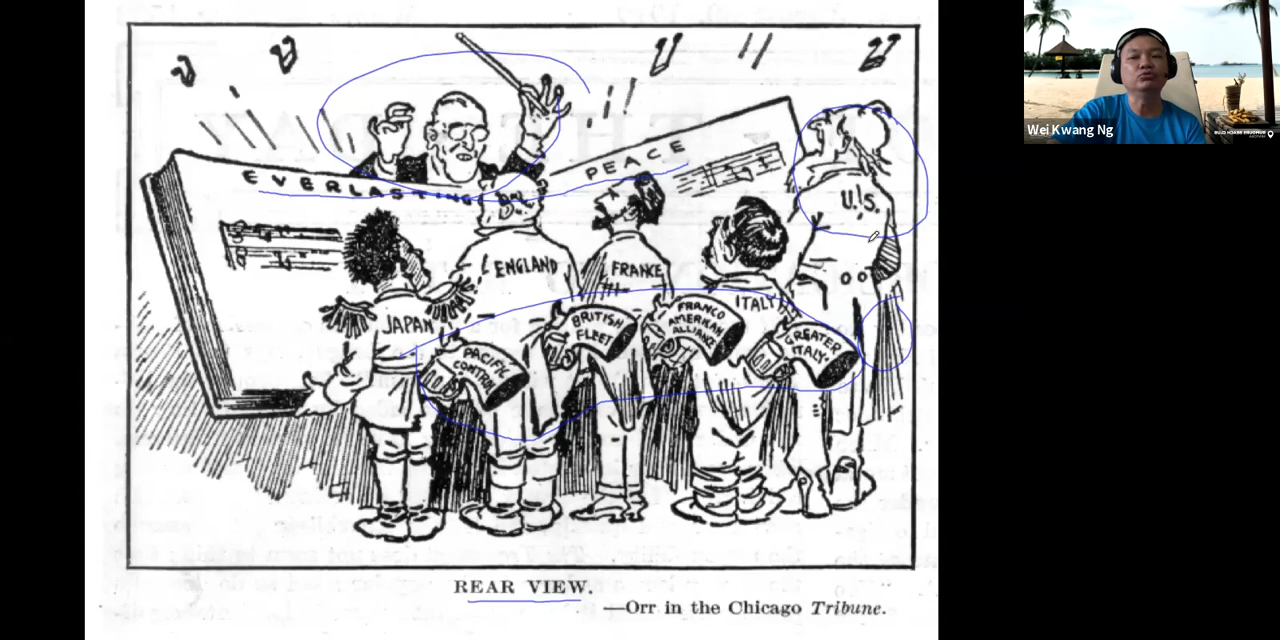 EVERLASTING PEACE
U.S.
ENGLAND
FRANCE
JAPAN
ITALY
PACIFIC
CONTROL
BRITISH
FLEET
FRANCO
AMERICAN
ALLIANCE
GREATER
ITALY
REAR VIEW.
—Orr in the Chicago Tribune.
Wei Kwang Ng